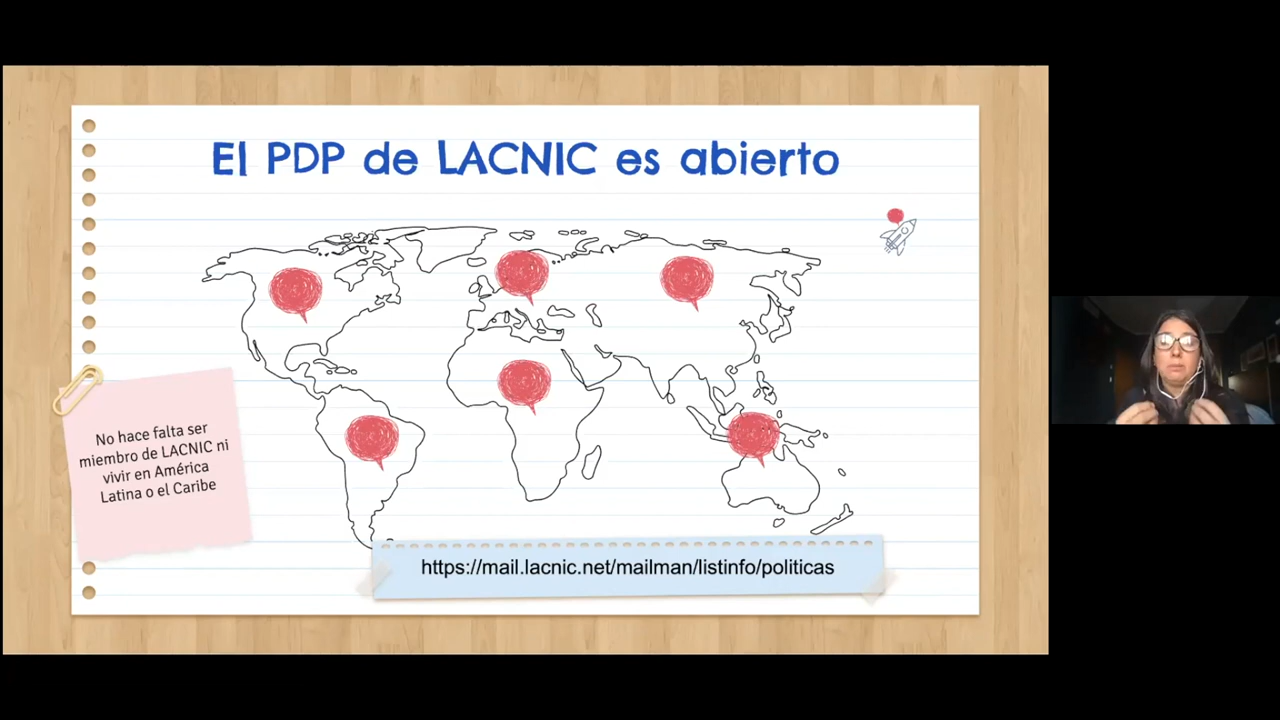 El PDP de LACNIC es abierto
No hace falta ser
miembro de LACNIC ni
vivir en América
Latina o el Caribe
https://mail.lacnic.net/mailman/listinfo/politicas